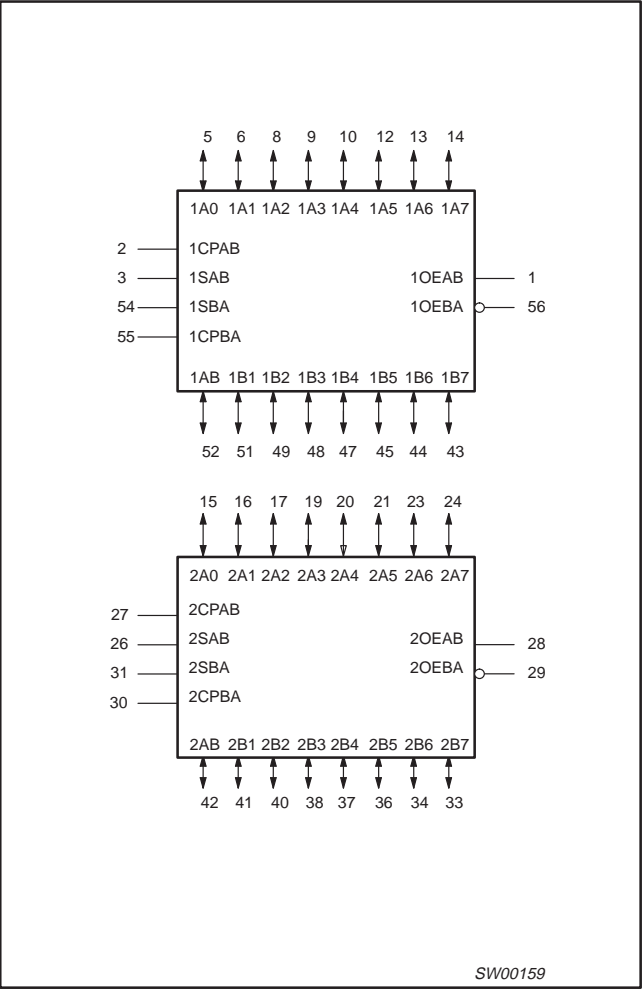 5 6 8 9 10 12 13 14
1A0 1A1 1A2 1A3 1A4 1A5 1A6 1A7
2 1CPAB
3 1SAB 1OEAB 1
54 1SBA 1OEBA 56
55 1CPBA
1AB 1B1 1B2 1B3 1B4 1B5 1B6 1B7
52 51 49 48 47 45 44 43
15 16 17 19 20 21 23 24
2A0 2A1 2A2 2A3 2A4 2A5 2A6 2A7
27 2CPAB
26 2SAB 2OEAB 28
31 2SBA 2OEBA 29
30 2CPBA
2AB 2B1 2B2 2B3 2B4 2B5 2B6 2B7
42 41 40 38 37 36 34 33
SW00159